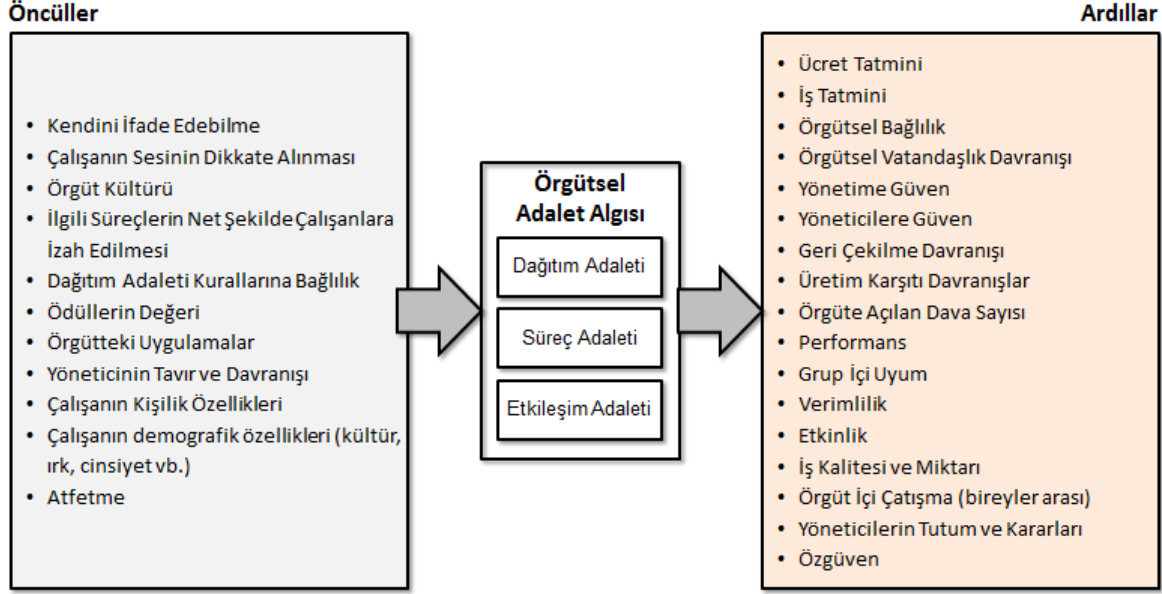 Öncüller
• Kendini İfade Edebilme
• Çalışanın Sesinin Dikkate Alınması
• Örgüt Kültürü
• İlgili Süreçlerin Net Şekilde Çalışanlara
İzah Edilmesi
• Dağıtım Adaleti Kurallarına Bağlılık
• Ödüllerin Değeri
• Örgütteki Uygulamalar
• Yöneticinin Tavır ve Davranışı
• Çalışanın Kişilik Özellikleri
• Çalışanın demografik özellikleri (kültür,
ırk, cinsiyet vb.)
• Atfetme
Örgütsel
Adalet Algısı
Dağıtım Adaleti
Süreç Adaleti
Etkileşim Adaleti
Ardıllar
• Ücret Tatmini
• İş Tatmini
• Örgütsel Bağlılık
• Örgütsel Vatandaşlık Davranışı
• Yönetime Güven
• Yöneticilere Güven
• Geri Çekilme Davranışı
• Üretim Karşıtı Davranışlar
• Örgüte Açılan Dava Sayısı
• Performans
• Grup İçi Uyum
• Verimlilik
• Etkinlik
• İş Kalitesi ve Miktarı
• Örgüt İçi Çatışma (bireyler arası)
• Yöneticilerin Tutum ve Kararları
• Özgüven